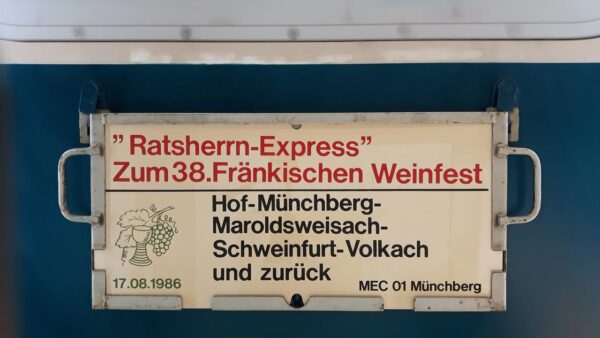 ” Ratsherrn-Express”
Zum 38. Fränkischen Weinfest
Hof-Münchberg-
Maroldsweisach-
Schweinfurt-Volkach
und zurück
17.08.1986
MEC 01 Münchberg